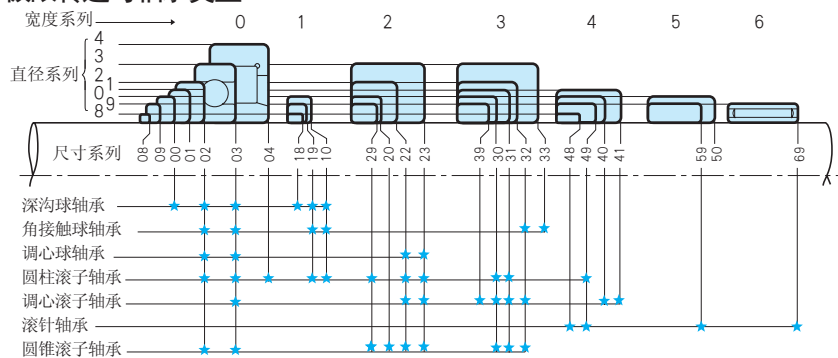 宽度系列 0 1 2 3 4 5 6
直径系列
4
3
2
1
0
9
8
尺寸系列 08 09 00 01 02 03 04 18 19 10 29 20 22 23 39 30 31 32 33 48 49 40 41 59 50 69
深沟球轴承
角接触球轴承
调心球轴承
圆柱滚子轴承
调心滚子轴承
滚针轴承
圆锥滚子轴承